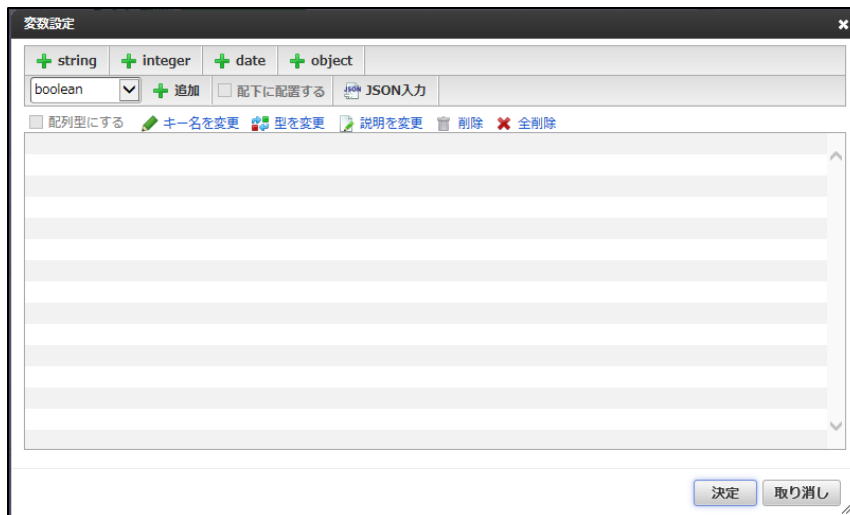 変数設定
string integer date object
boolean 追加 配下に配置する JSON入力
配列型にする キー名を変更 型を変更 説明を変更 削除 全削除
決定 取り消し